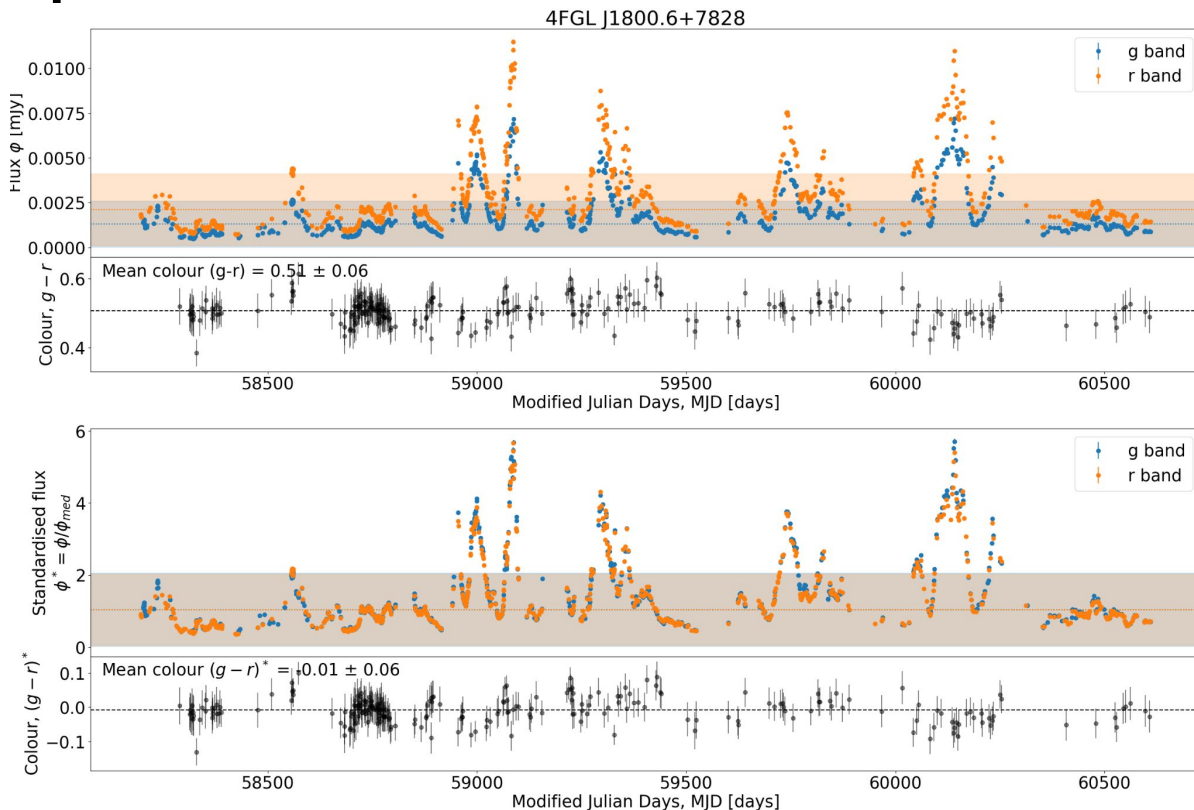 4FGL J1800.6+7828
g band
r band
0.0100
0.0075
0.0050
0.0025
0.0000
Flux φ [mJy]
Mean colour (g-r) = 0.51 ± 0.06
0.6
0.4
Colour, g − r
58500 59000 59500 60000 60500
Modified Julian Days, MJD [days]
g band
r band
6
4
2
0
Standardised flux
ϕ* = ϕ/ϕmed
Mean colour (g − r)* = -0.01 ± 0.06
0.1
0.0
−0.1
Colour, (g − r)*
58500 59000 59500 60000 60500
Modified Julian Days, MJD [days]